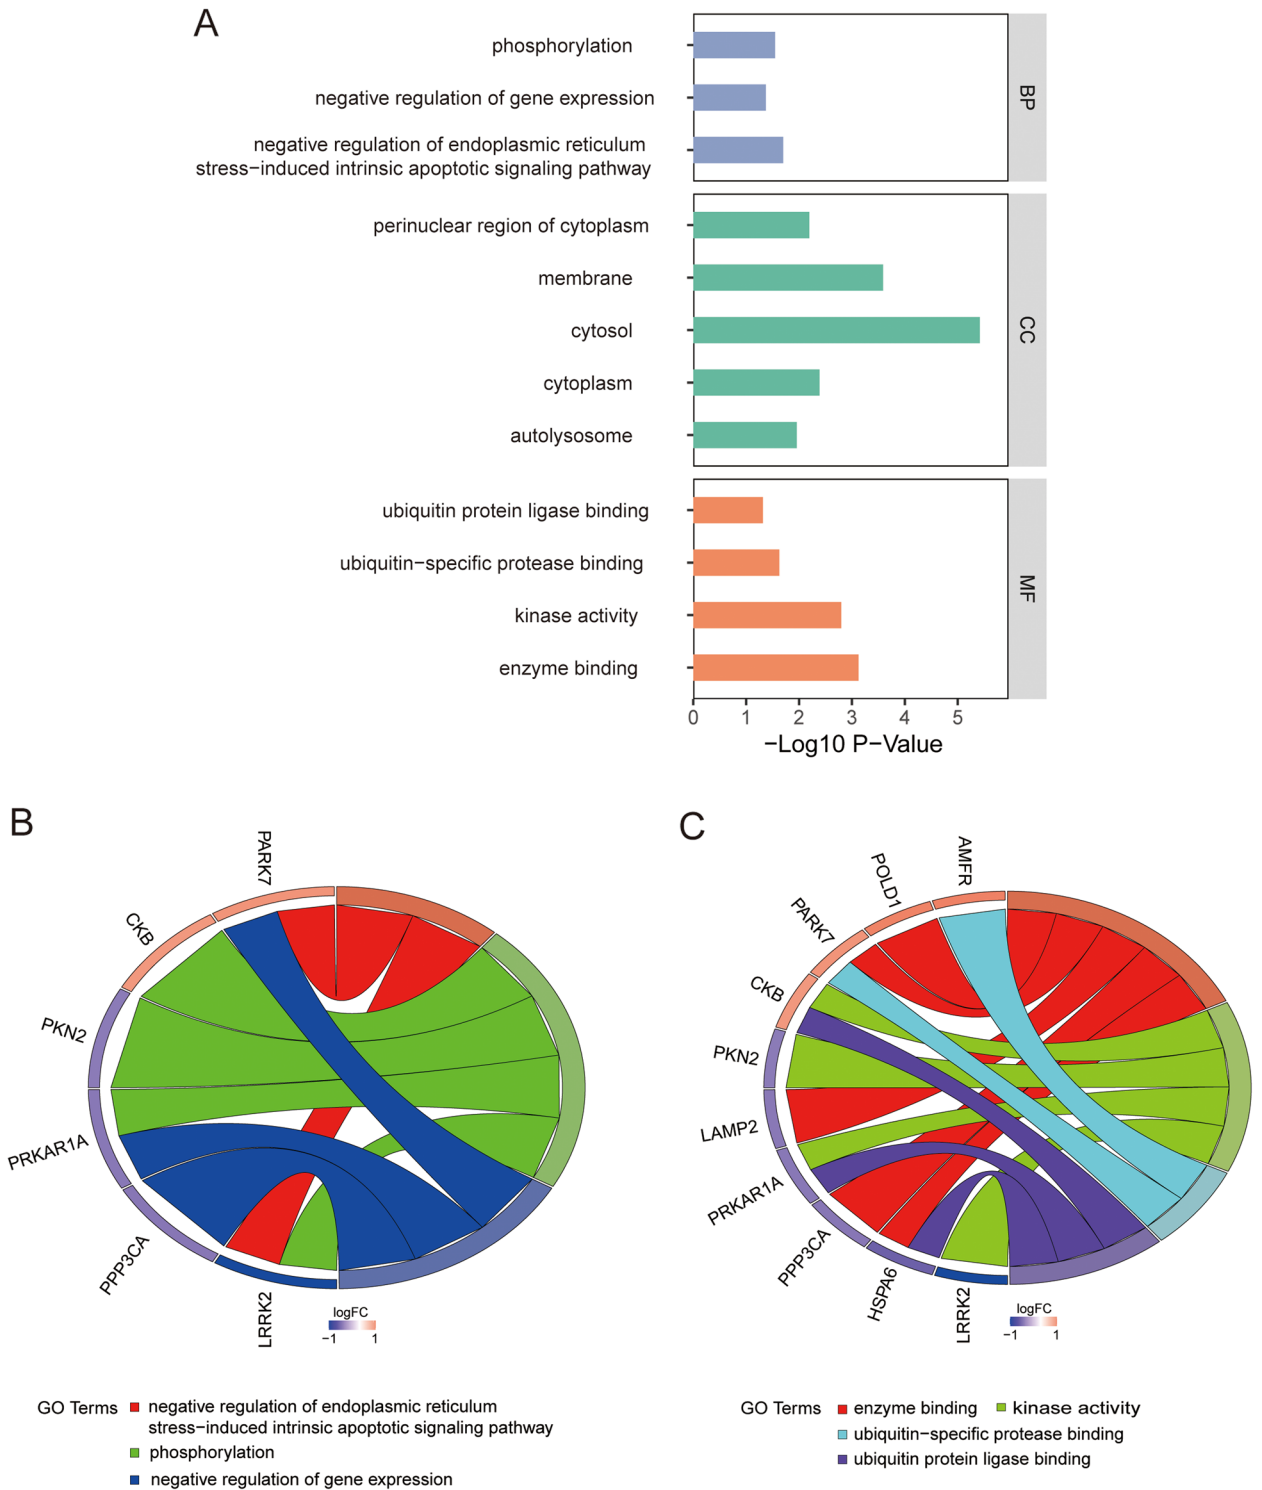 A
phosphorylation
negative regulation of gene expression
negative regulation of endoplasmic reticulum
stress−induced intrinsic apoptotic signaling pathway
BP
perinuclear region of cytoplasm
membrane
cytosol
cytoplasm
autolysosome
CC
ubiquitin protein ligase binding
ubiquitin−specific protease binding
kinase activity
enzyme binding
MF
0 1 2 3 4 5
−Log10 P−Value
B
PARK7
CKB
PKN2
PRKAR1A
PPP3CA
LRRK2
logFC
−1 1
GO Terms
negative regulation of endoplasmic reticulum
stress−induced intrinsic apoptotic signaling pathway
phosphorylation
negative regulation of gene expression
C
AMFR
POLD1
PARK7
CKB
PKN2
LAMP2
PRKAR1A
PPP3CA
HSPA6
LRRK2
logFC
−1 1
GO Terms
enzyme binding
kinase activity
ubiquitin−specific protease binding
ubiquitin protein ligase binding